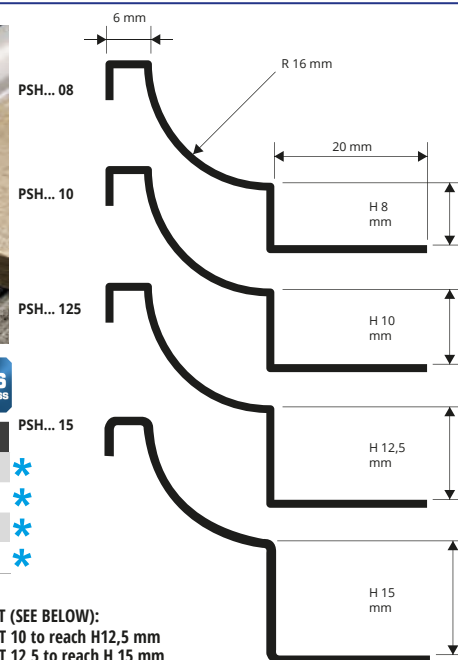 6 mm
R 16 mm
PSH... 08
20 mm
PSH... 10
H 8
mm
PSH... 125
H 10
mm
PSH... 15
H 12,5
mm
*
*
*
*
H 15
mm
T (SEE BELOW):
T 10 to reach H12,5 mm
T 12,5 to reach H 15 mm